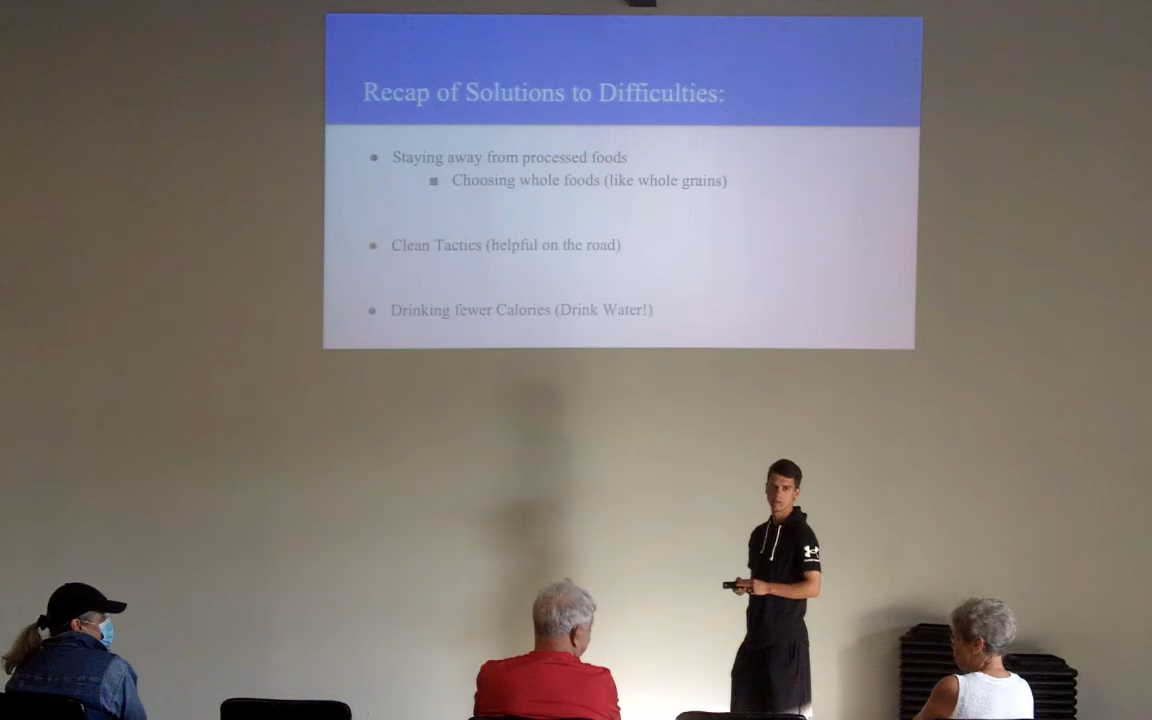 Recap of Solutions to Difficulties:
● Staying away from processed foods
■ Choosing whole foods (like whole grains)
● Clean Tactics (helpful on the road)
● Drinking fewer Calories (Drink Water!)